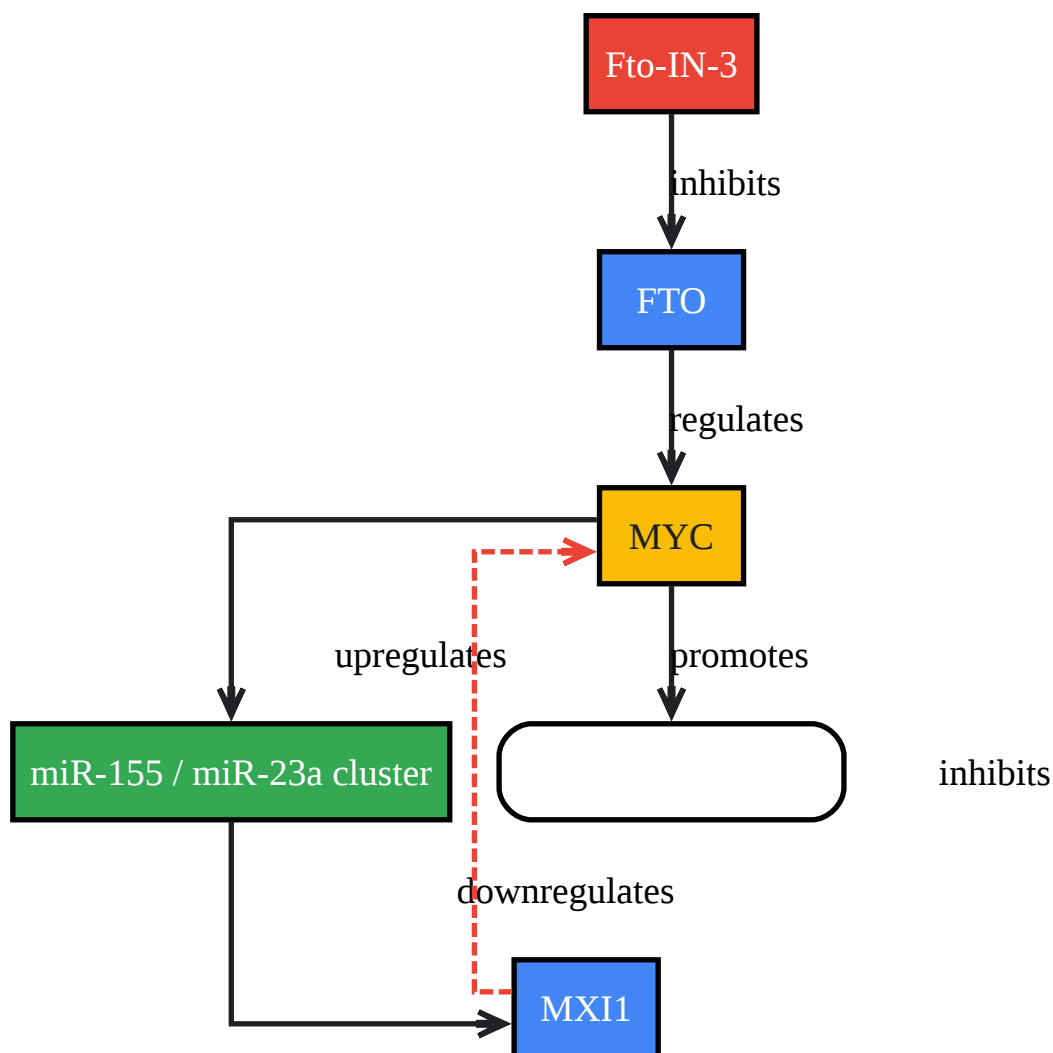 Fto-IN-3
inhibits
FTO
regulates
MYC
upregulates
promotes
miR-155 / miR-23a cluster
inhibits
downregulates
MXI1